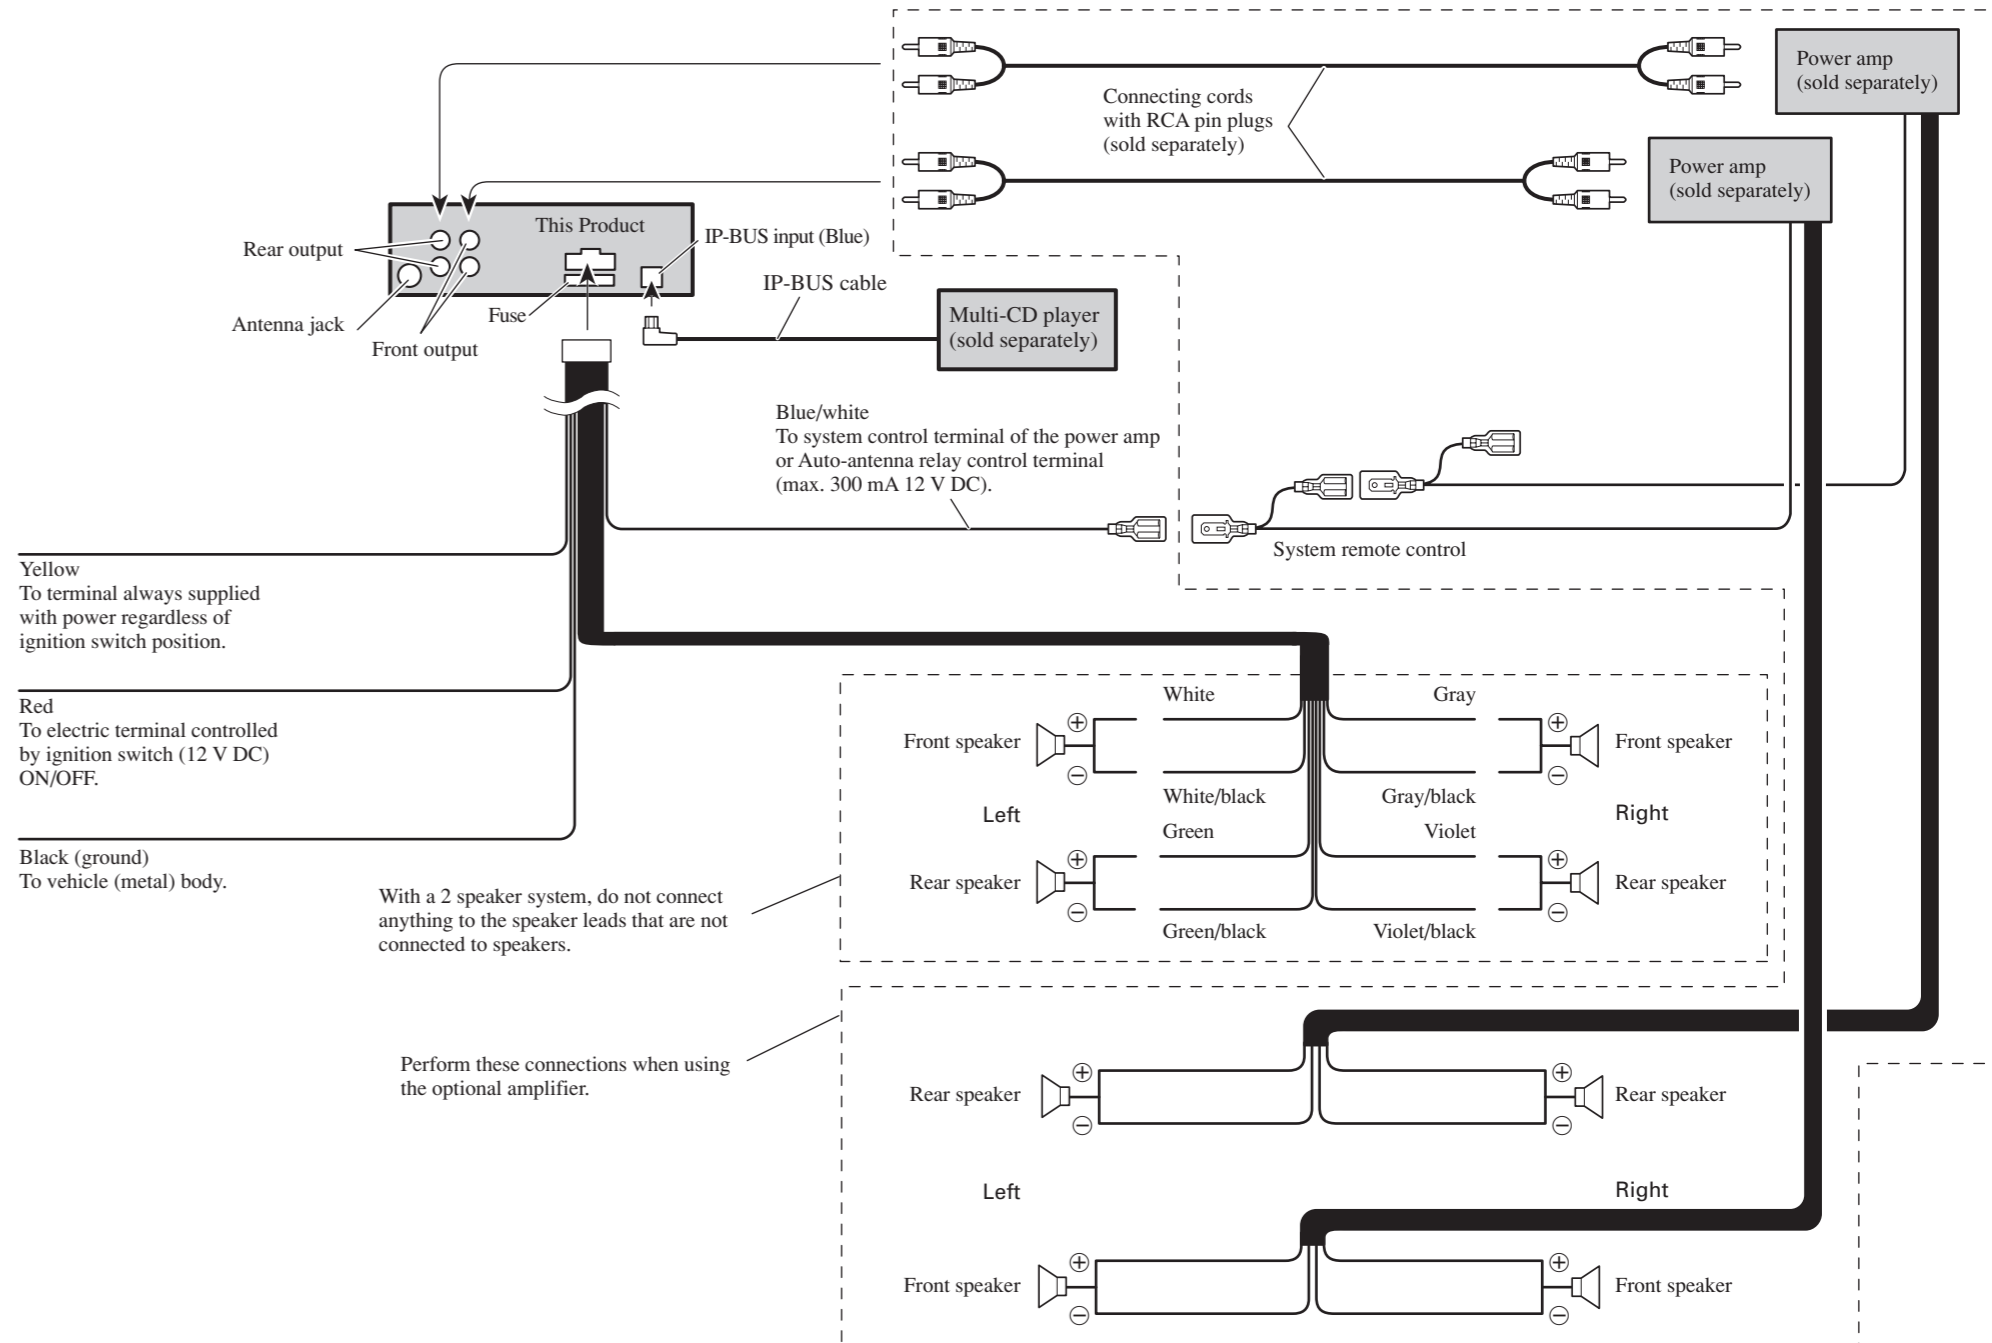 Power amp
(sold separately)
Connecting cords
with RCA pin plugs
(sold separately)
Power amp
(sold separately)
This Product
Rear output
IP-BUS input (Blue)
IP-BUS cable
Antenna jack
Fuse
Front output
Multi-CD player
(sold separately)
Blue/white
To system control terminal of the power amp
or Auto-antenna relay control terminal
(max. 300 mA 12 V DC).
System remote control
Yellow
To terminal always supplied
with power regardless of
ignition switch position.
Red
To electric terminal controlled
by ignition switch (12 V DC)
ON/OFF.
Black (ground)
To vehicle (metal) body.
White
Gray
Front speaker
+
−
+
−
Front speaker
White/black
Gray/black
Left
Right
Green
Violet
Rear speaker
+
−
+
−
Rear speaker
Green/black
Violet/black
With a 2 speaker system, do not connect
anything to the speaker leads that are not
connected to speakers.
Perform these connections when using
the optional amplifier.
Rear speaker
+
−
+
−
Rear speaker
Left
Right
Front speaker
+
−
+
−
Front speaker